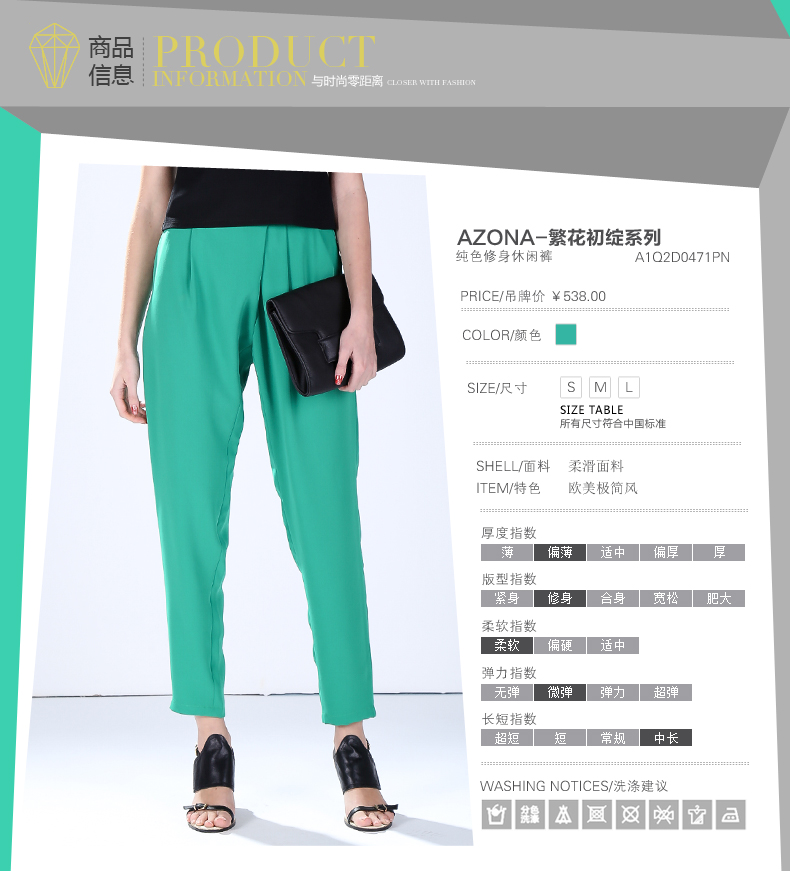 商品
信息
PRODUCT
INFORMATION 与时尚零距离 CLOSER WITH FASHION
AZONA-繁花初绽系列
纯色修身休闲裤 A1Q2D0471PN
PRICE/吊牌价 ¥538.00
COLOR/颜色
SIZE/尺寸 S M L
SIZE TABLE
所有尺寸符合中国标准
SHELL/面料 柔滑面料
ITEM/特色 欧美极简风
厚度指数
薄 偏薄 适中 偏厚 厚
版型指数
紧身 修身 合身 宽松 肥大
柔软指数
柔软 偏硬 适中
弹力指数
无弹 微弹 弹力 超弹
长短指数
超短 短 常规 中长
WASHING NOTICES/洗涤建议
分色
洗涤